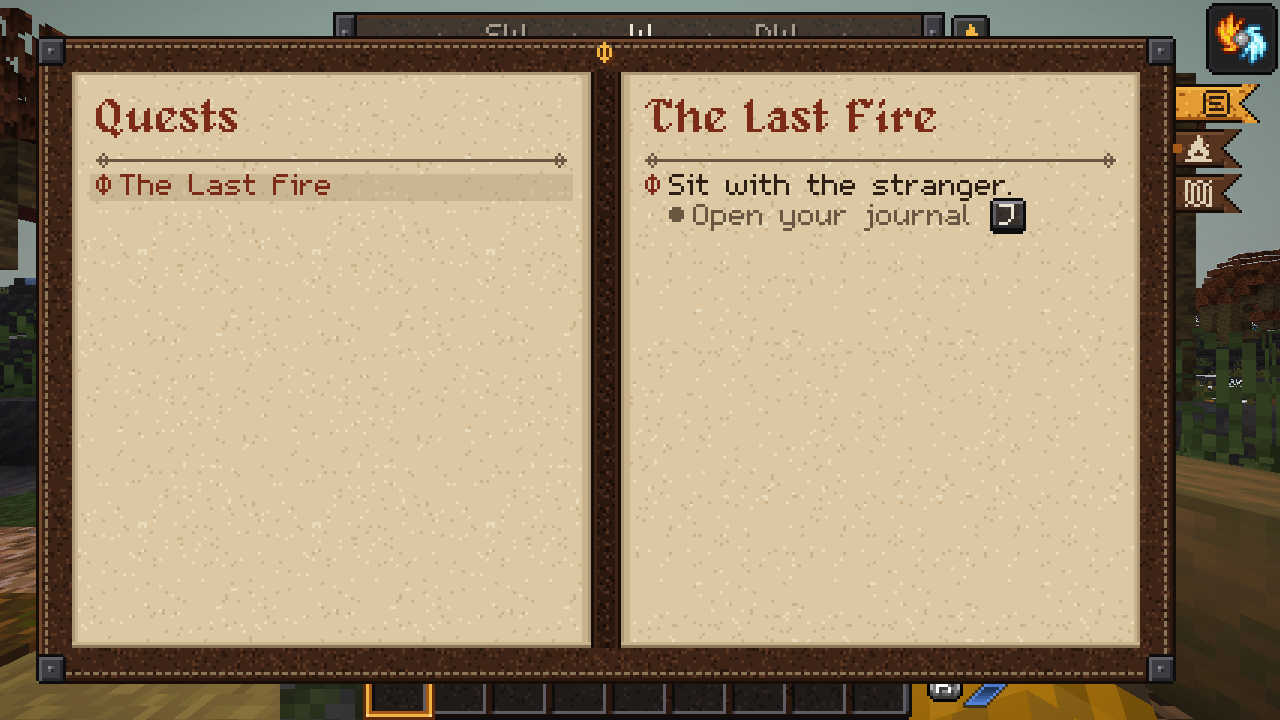 W
Quests
The Last Fire
The Last Fire
Sit with the stranger.
Open your journal J